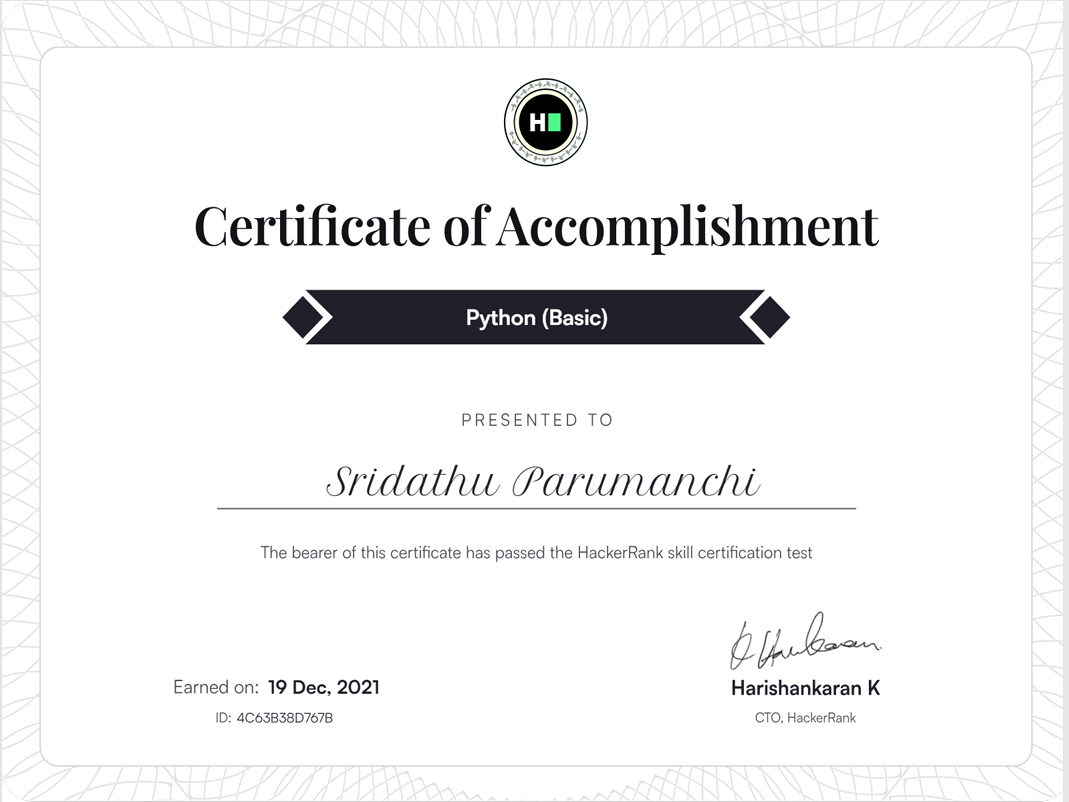 H
Certificate of Accomplishment
Python (Basic)
PRESENTED TO
Sridathu Parumanchi
The bearer of this certificate has passed the HackerRank skill certification test
Earned on: 19 Dec, 2021
ID: 4C63B38D767B
Harishankaran K
CTO, HackerRank